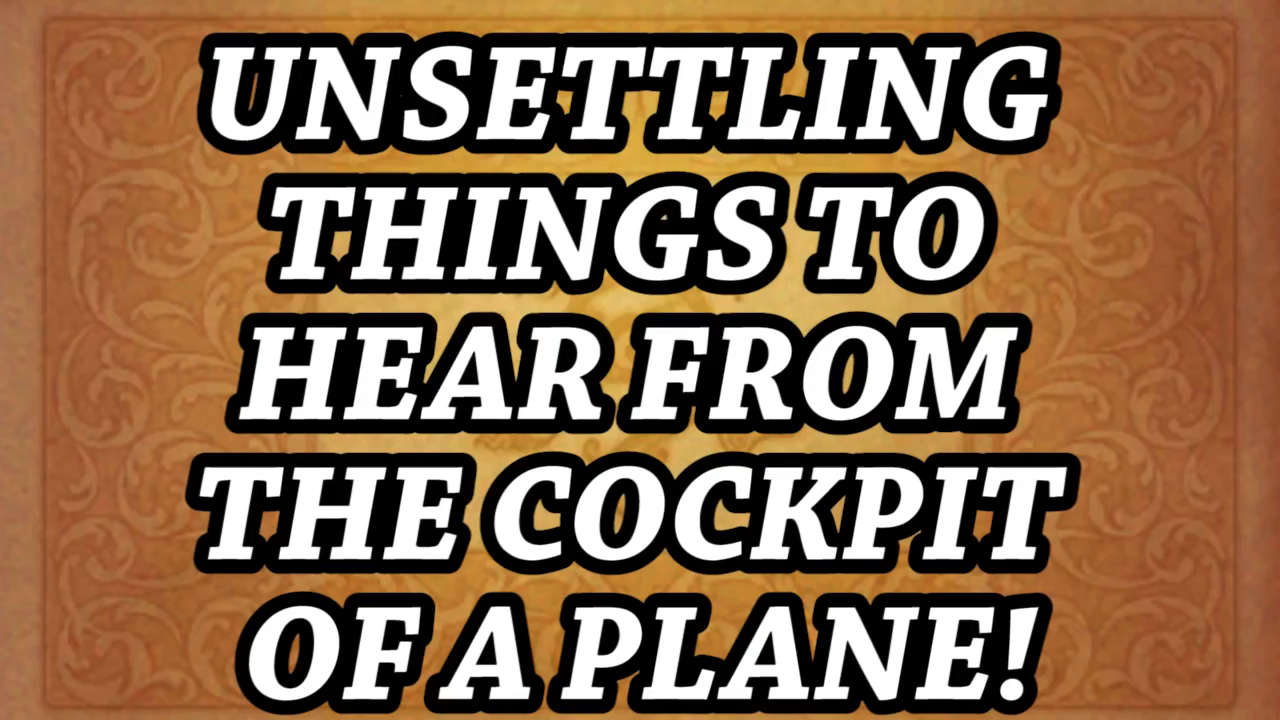 UNSETTLING
THINGS TO
HEAR FROM
THE COCKPIT
OF A PLANE!